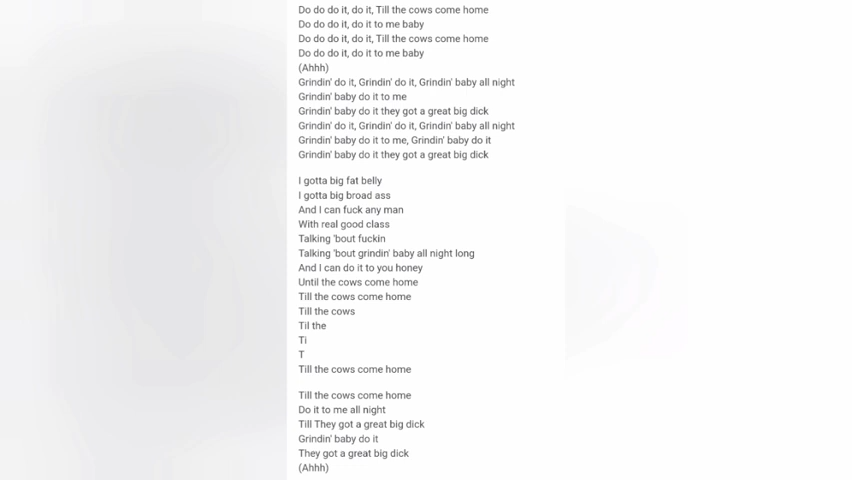 Do do do it, do it, Till the cows come home
Do do do it, do it to me baby
Do do do it, do it, Till the cows come home
Do do do it, do it to me baby
(Ahhh)
Grindin' do it, Grindin' do it, Grindin' baby all night
Grindin' baby do it to me
Grindin' baby do it they got a great big dick
Grindin' do it, Grindin' do it, Grindin' baby all night
Grindin' baby do it to me, Grindin' baby do it
Grindin' baby do it they got a great big dick
I gotta big fat belly
I gotta big broad ass
And I can fuck any man
With real good class
Talking 'bout fuckin
Talking 'bout grindin' baby all night long
And I can do it to you honey
Until the cows come home
Till the cows come home
Till the cows
Til the
Ti
T
Till the cows come home
Till the cows come home
Do it to me all night
Till They got a great big dick
Grindin' baby do it
They got a great big dick
(Ahhh)